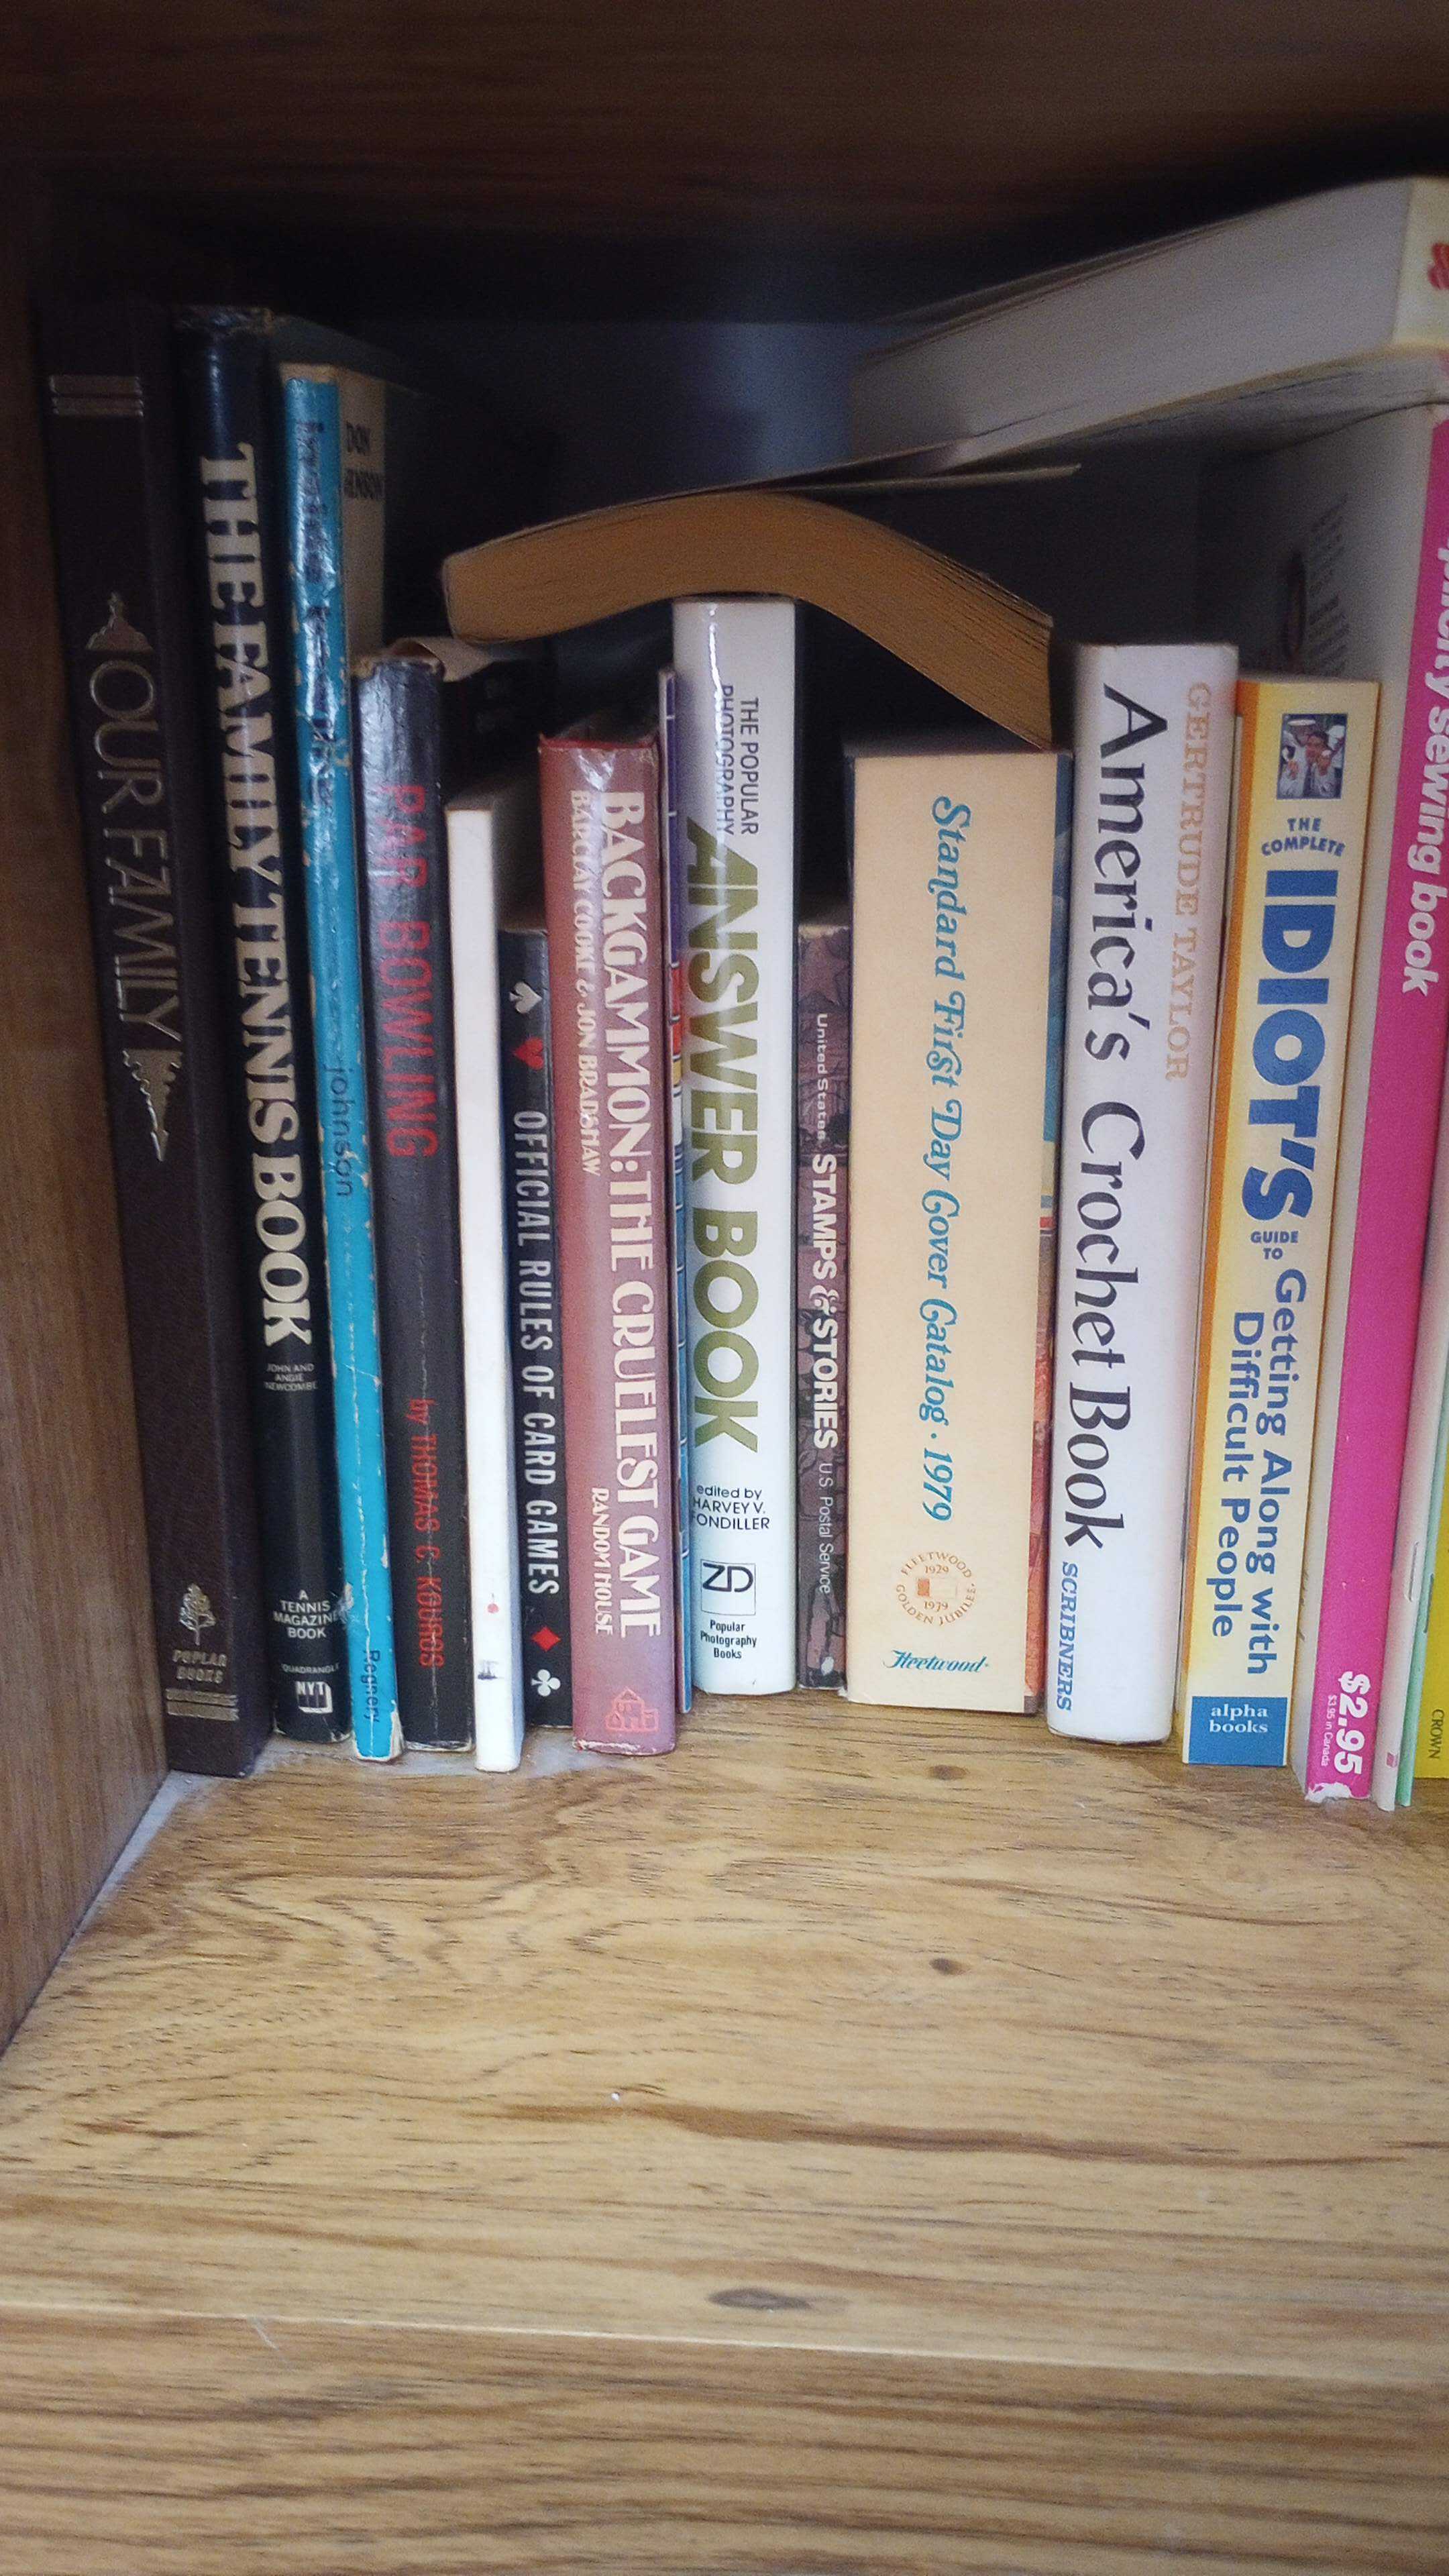 OUR FAMILY
POPLAR
BOOKS
THE FAMILY TENNIS BOOK
JOHN AND
ANGIE
NEWCOMBE
A
TENNIS
MAGAZINE
BOOK
QUADRANGLE
NYT
johnson
Regnery
DON
PAR BOWLING
by THOMAS C. KOUROS
OFFICIAL RULES OF CARD GAMES
BACKGAMMON: THE CRUELEST GAME
BARCLAY COOKE & JON BRADSHAW
RANDOM HOUSE
THE POPULAR
PHOTOGRAPHY
ANSWER BOOK
edited by
HARVEY V.
FONDILLER
ZD
Popular
Photography
Books
United States
STAMPS & STORIES
U.S. Postal Service
Standard First Day Cover Catalog · 1979
FLEETWOOD · GOLDEN JUBILEE ·
1929
1979
Fleetwood
GERTRUDE TAYLOR
America's Crochet Book
SCRIBNERS
THE
COMPLETE
IDIOT'S
GUIDE
TO
Getting Along with
Difficult People
alpha
books
sewing book
$2.95
$3.95 in Canada
CROWN